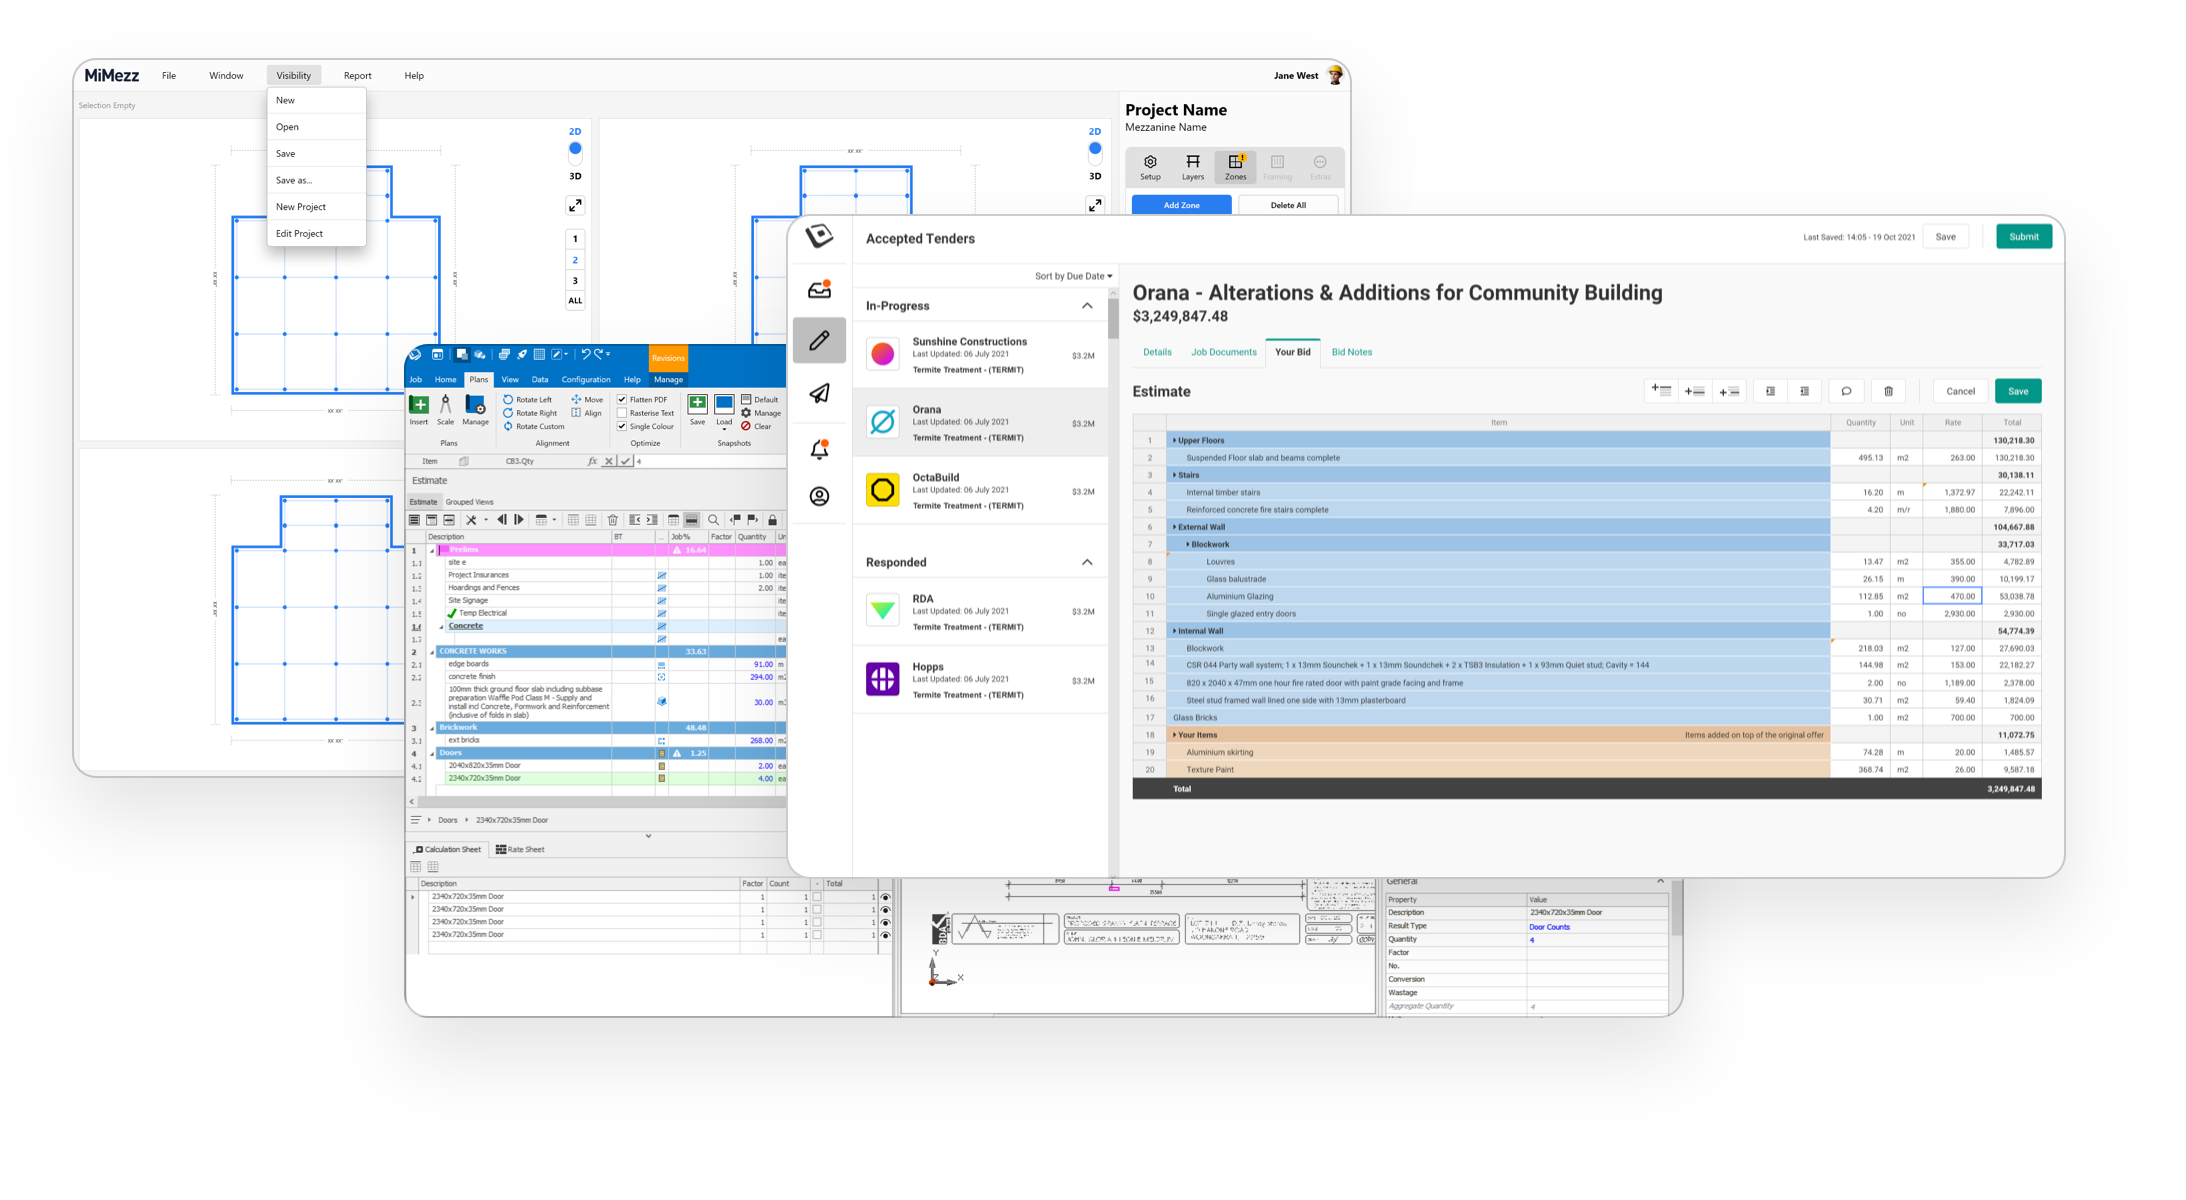 MiMezz File Window Visibility Report Help Jane West
Selection Empty
New
Open
Save
Save as...
New Project
Edit Project
2D
3D
1
2
3
ALL
2D
3D
xx xx'
xx xx'
xx xx'
xx xx'
Project Name
Mezzanine Name
Setup Layers Zones Framing Extras
Add Zone Delete All
Revisions
Job Home Plans View Data Configuration Help Manage
Insert Scale Manage
Plans
Rotate Left Move
Rotate Right Align
Rotate Custom
Alignment
Flatten PDF
Rasterise Text
Single Colour
Optimize
Save Load
Default
Manage
Clear
Snapshots
Item CB3.Qty fx 4
Estimate
Estimate Grouped Views
Description BT ... Job% Factor Quantity
1 Prelims 16.64
1.1 site e 1.00 ea
1.2 Project Insurances 1.00 ite
1.3 Hoardings and Fences 2.00 ite
1.4 Site Signage ite
1.5 Temp Electrical ite
1.6 Concrete
1.7 ea
2 CONCRETE WORKS 33.63
2.1 edge boards 91.00 m
2.2 concrete finish 294.00 m2
2.3 100mm thick ground floor slab including subbase
preparation Waffle Pod Class M - Supply and
install incl Concrete, Formwork and Reinforcement 30.00 m3
(inclusive of folds in slab)
3 Brickwork 48.48
3.1 ext bricks 268.00 m2
4 Doors 1.25
4.1 2040x820x35mm Door 2.00 ea
4.2 2340x720x35mm Door 4.00 ea
Doors 2340x720x35mm Door
Calculation Sheet Rate Sheet
Description Factor Count - Total
2340x720x35mm Door 1 1 1
2340x720x35mm Door 1 1 1
2340x720x35mm Door 1 1 1
2340x720x35mm Door 1 1 1
Y
Z
X
General
Property Value
Description 2340x720x35mm Door
Result Type Door Counts
Quantity 4
Factor
No.
Conversion
Wastage
Aggregate Quantity 4
Accepted Tenders
Sort by Due Date
In-Progress
Sunshine Constructions
Last Updated: 06 July 2021 $3.2M
Termite Treatment - (TERMIT)
Orana
Last Updated: 06 July 2021 $3.2M
Termite Treatment - (TERMIT)
OctaBuild
Last Updated: 06 July 2021 $3.2M
Termite Treatment - (TERMIT)
Responded
RDA
Last Updated: 06 July 2021 $3.2M
Termite Treatment - (TERMIT)
Hopps
Last Updated: 06 July 2021 $3.2M
Termite Treatment - (TERMIT)
Last Saved: 14:05 - 19 Oct 2021 Save Submit
Orana - Alterations & Additions for Community Building
$3,249,847.48
Details Job Documents Your Bid Bid Notes
Estimate Cancel Save
Item Quantity Unit Rate Total
1 Upper Floors 130,218.30
2 Suspended Floor slab and beams complete 495.13 m2 263.00 130,218.30
3 Stairs 30,138.11
4 Internal timber stairs 16.20 m 1,372.97 22,242.11
5 Reinforced concrete fire stairs complete 4.20 m/r 1,880.00 7,896.00
6 External Wall 104,667.88
7 Blockwork 33,717.03
8 Louvres 13.47 m2 355.00 4,782.89
9 Glass balustrade 26.15 m 390.00 10,199.17
10 Aluminium Glazing 112.85 m2 470.00 53,038.78
11 Single glazed entry doors 1.00 no 2,930.00 2,930.00
12 Internal Wall 54,774.39
13 Blockwork 218.03 m2 127.00 27,690.03
14 CSR 044 Party wall system; 1 x 13mm Sounchek + 1 x 13mm Soundchek + 2 x TSB3 Insulation + 1 x 93mm Quiet stud; Cavity = 144 144.98 m2 153.00 22,182.27
15 820 x 2040 x 47mm one hour fire rated door with paint grade facing and frame 2.00 no 1,189.00 2,378.00
16 Steel stud framed wall lined one side with 13mm plasterboard 30.71 m2 59.40 1,824.09
17 Glass Bricks 1.00 m2 700.00 700.00
18 Your Items Items added on top of the original offer 11,072.75
19 Aluminium skirting 74.28 m 20.00 1,485.57
20 Texture Paint 368.74 m2 26.00 9,587.18
Total 3,249,847.48